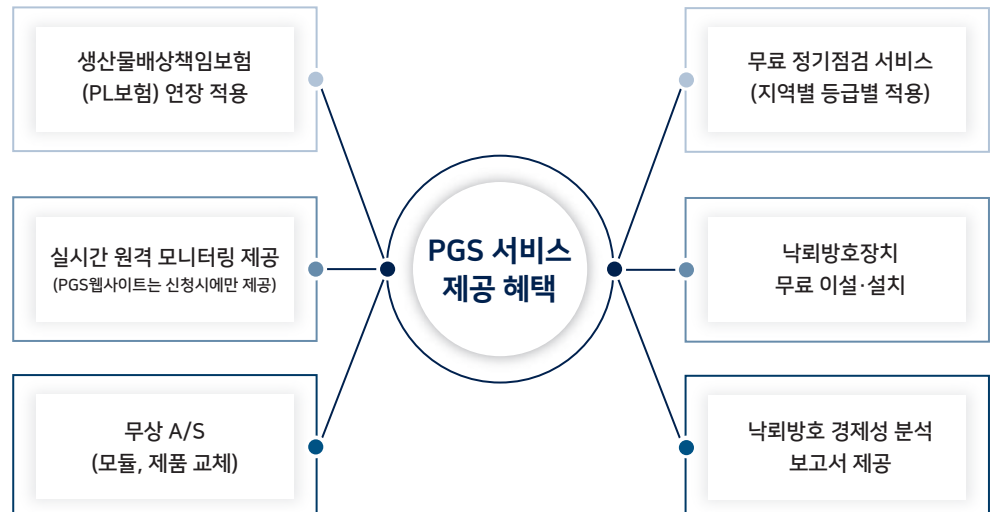 생산물배상책임보험
(PL보험) 연장 적용
실시간 원격 모니터링 제공
(PGS웹사이트는 신청시에만 제공)
무상 A/S
(모듈, 제품 교체)
PGS 서비스
제공 혜택
무료 정기점검 서비스
(지역별 등급별 적용)
낙뢰방호장치
무료 이설·설치
낙뢰방호 경제성 분석
보고서 제공